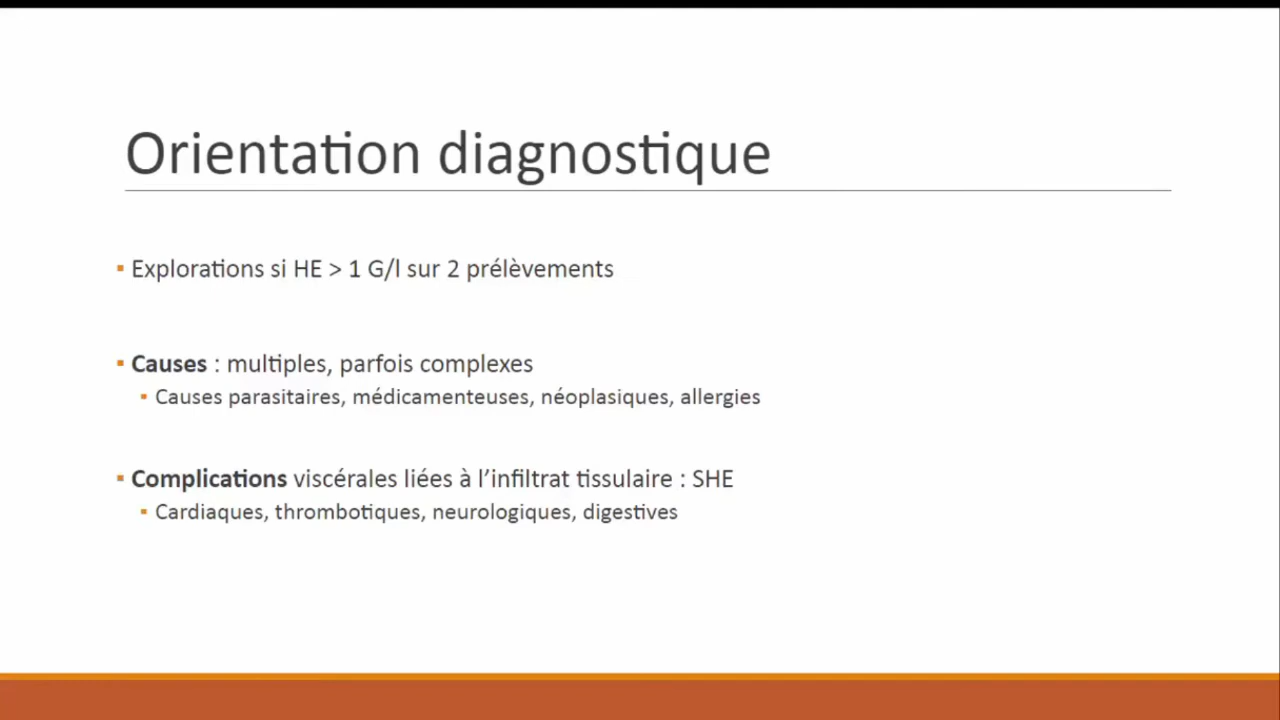 Orientation diagnostique
▪ Explorations si HE > 1 G/l sur 2 prélèvements
▪ Causes : multiples, parfois complexes
▪ Causes parasitaires, médicamenteuses, néoplasiques, allergies
▪ Complications viscérales liées à l’infiltrat tissulaire : SHE
▪ Cardiaques, thrombotiques, neurologiques, digestives